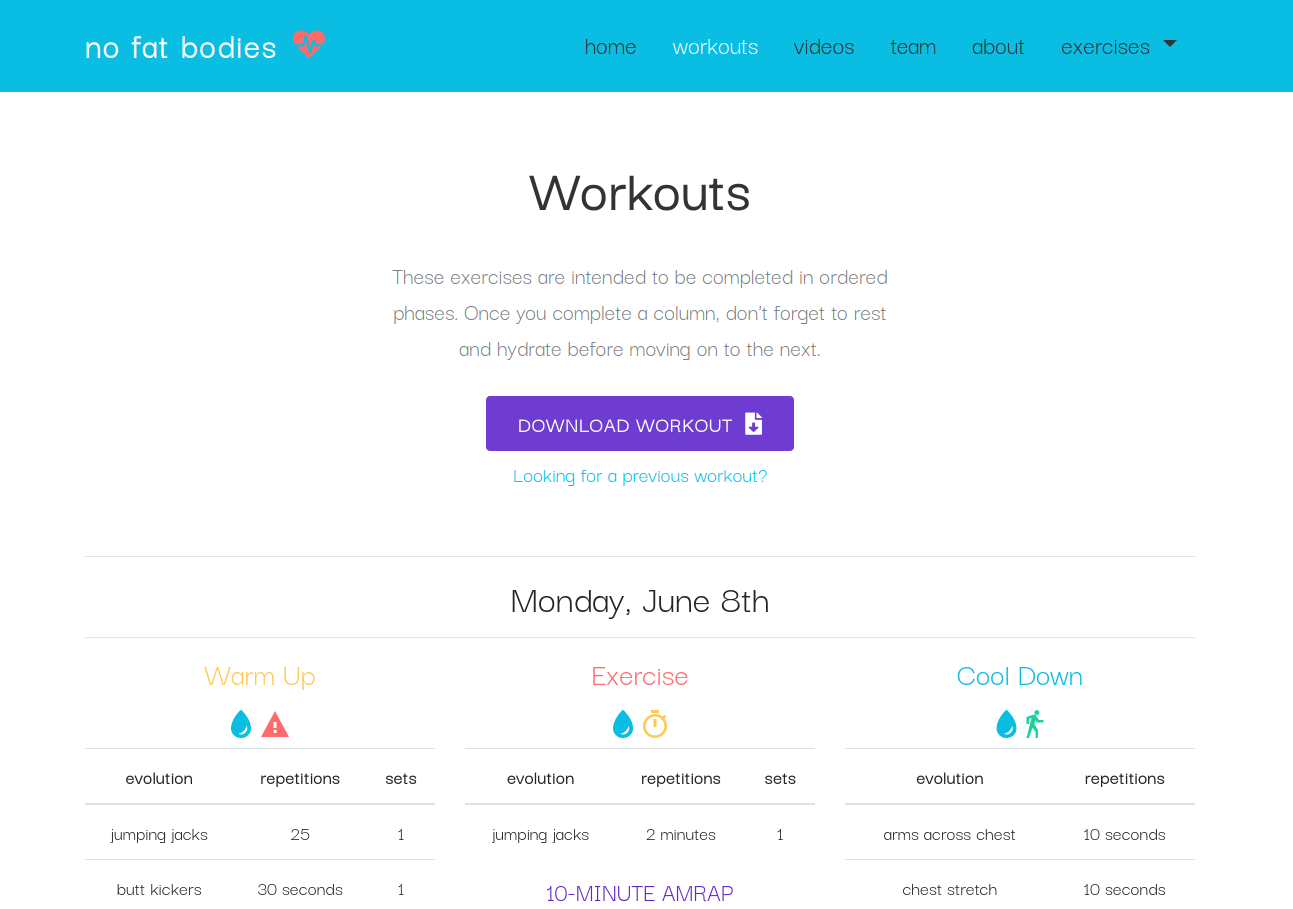 no fat bodies
home workouts videos team about exercises
Workouts
These exercises are intended to be completed in ordered
phases. Once you complete a column, don't forget to rest
and hydrate before moving on to the next.
DOWNLOAD WORKOUT
Looking for a previous workout?
Monday, June 8th
Warm Up
evolution repetitions sets
jumping jacks 25 1
butt kickers 30 seconds 1
Exercise
evolution repetitions sets
jumping jacks 2 minutes 1
10-MINUTE AMRAP
Cool Down
evolution repetitions
arms across chest 10 seconds
chest stretch 10 seconds